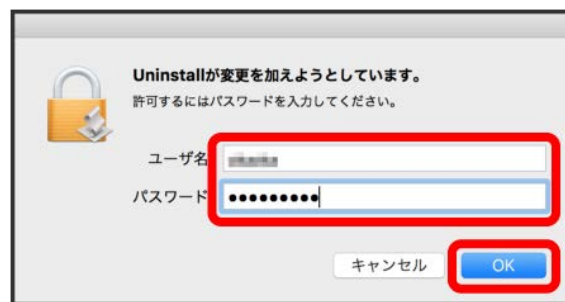 Uninstallが変更を加えようとしています。
許可するにはパスワードを入力してください。
ユーザ名
パスワード ●●●●●●●●●
キャンセル OK